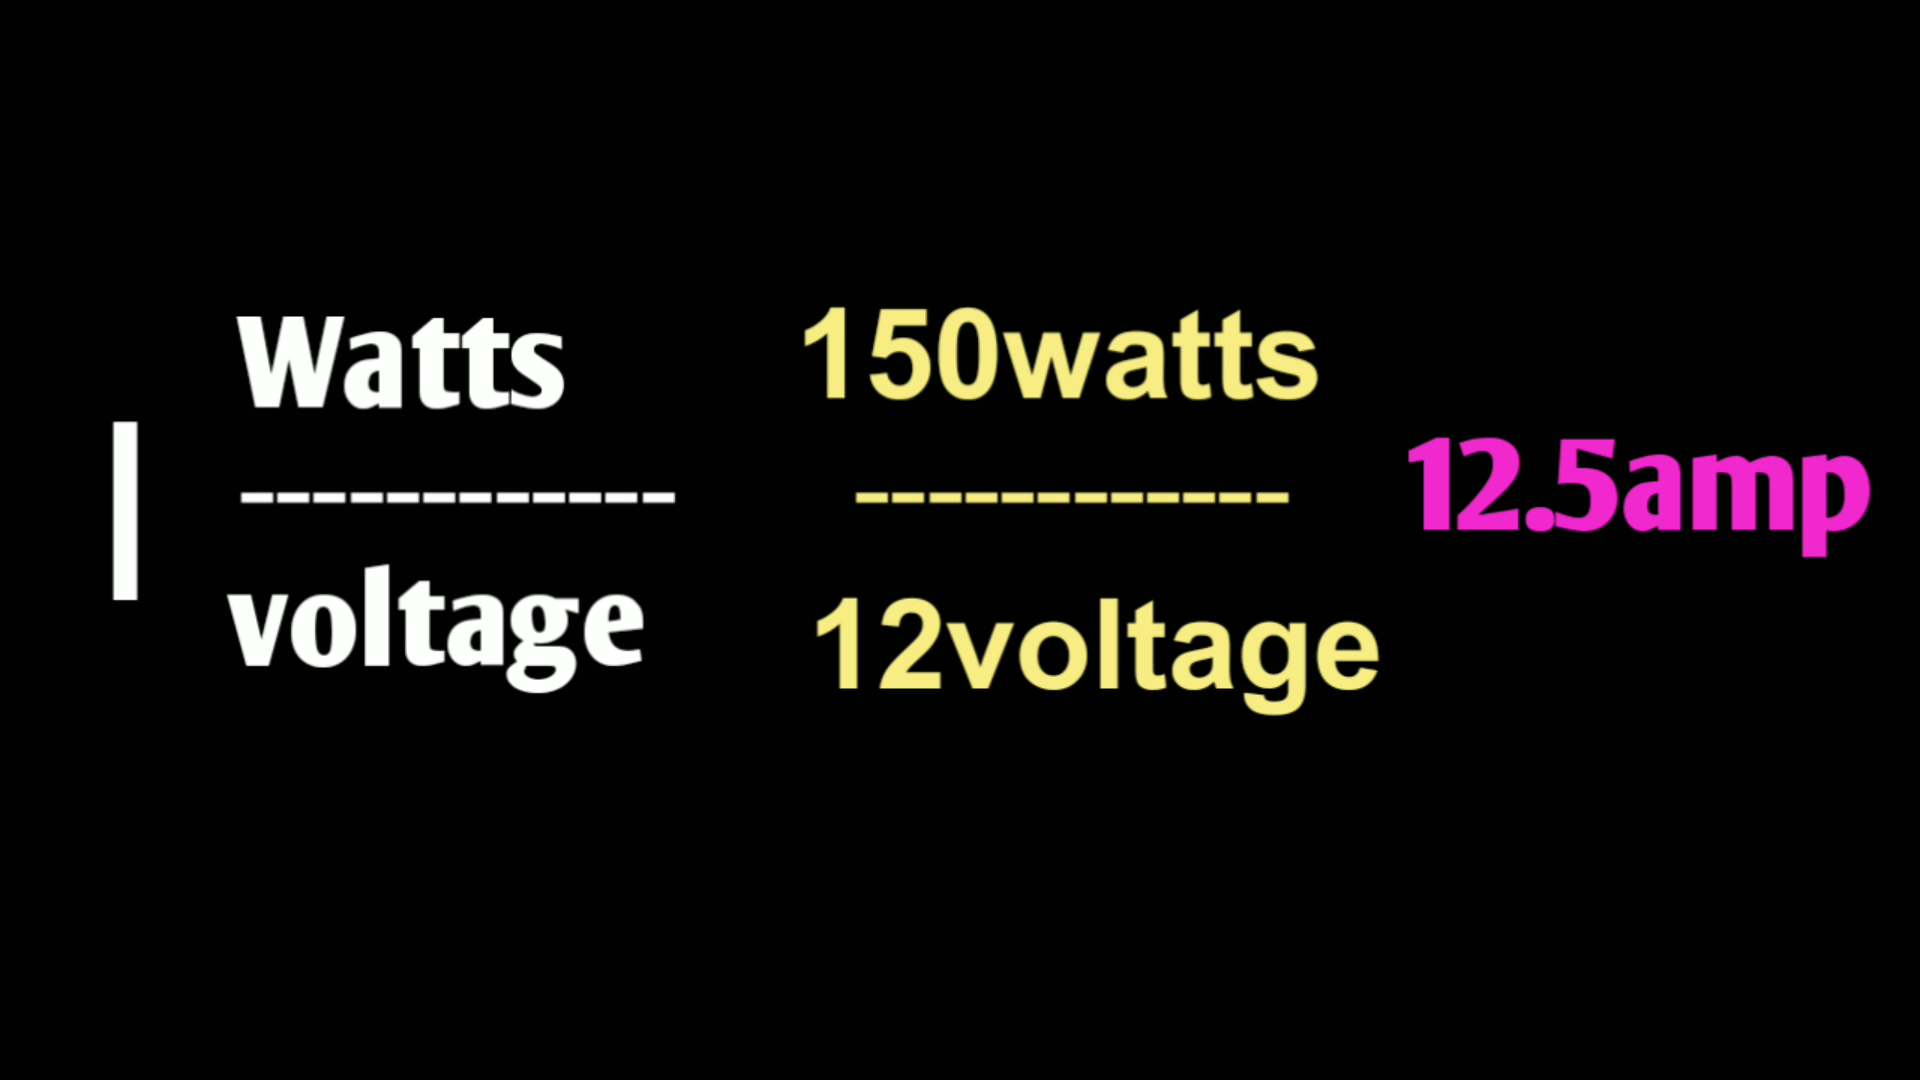 I
Watts
------------
voltage
150watts
------------
12voltage
12.5amp